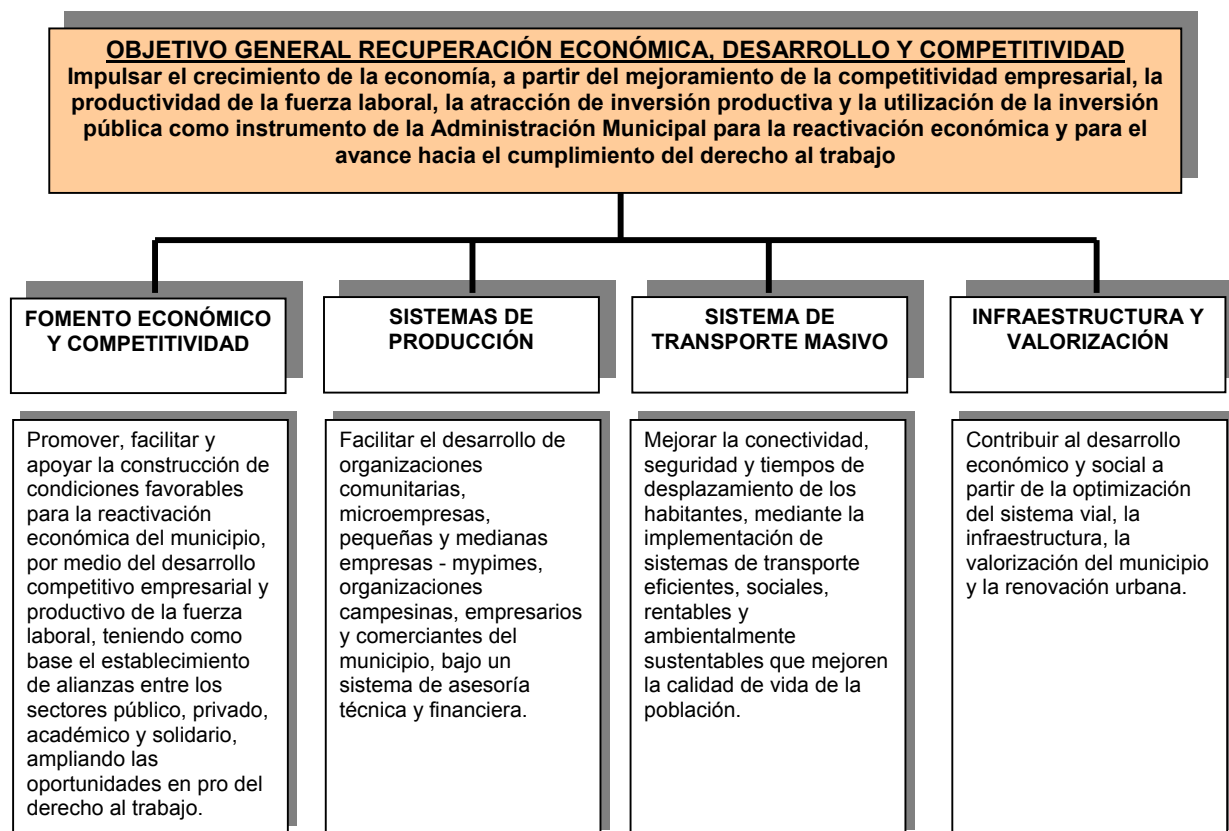 OBJETIVO GENERAL RECUPERACIÓN ECONÓMICA, DESARROLLO Y COMPETITIVIDAD
Impulsar el crecimiento de la economía, a partir del mejoramiento de la competitividad empresarial, la
productividad de la fuerza laboral, la atracción de inversión productiva y la utilización de la inversión
pública como instrumento de la Administración Municipal para la reactivación económica y para el
avance hacia el cumplimiento del derecho al trabajo
FOMENTO ECONÓMICO
Y COMPETITIVIDAD
SISTEMAS DE
PRODUCCIÓN
SISTEMA DE
TRANSPORTE MASIVO
INFRAESTRUCTURA Y
VALORIZACIÓN
Promover, facilitar y
apoyar la construcción de
condiciones favorables
para la reactivación
económica del municipio,
por medio del desarrollo
competitivo empresarial y
productivo de la fuerza
laboral, teniendo como
base el establecimiento
de alianzas entre los
sectores público, privado,
académico y solidario,
ampliando las
oportunidades en pro del
derecho al trabajo.
Facilitar el desarrollo de
organizaciones
comunitarias,
microempresas,
pequeñas y medianas
empresas - mypimes,
organizaciones
campesinas, empresarios
y comerciantes del
municipio, bajo un
sistema de asesoría
técnica y financiera.
Mejorar la conectividad,
seguridad y tiempos de
desplazamiento de los
habitantes, mediante la
implementación de
sistemas de transporte
eficientes, sociales,
rentables y
ambientalmente
sustentables que mejoren
la calidad de vida de la
población.
Contribuir al desarrollo
económico y social a
partir de la optimización
del sistema vial, la
infraestructura, la
valorización del municipio
y la renovación urbana.